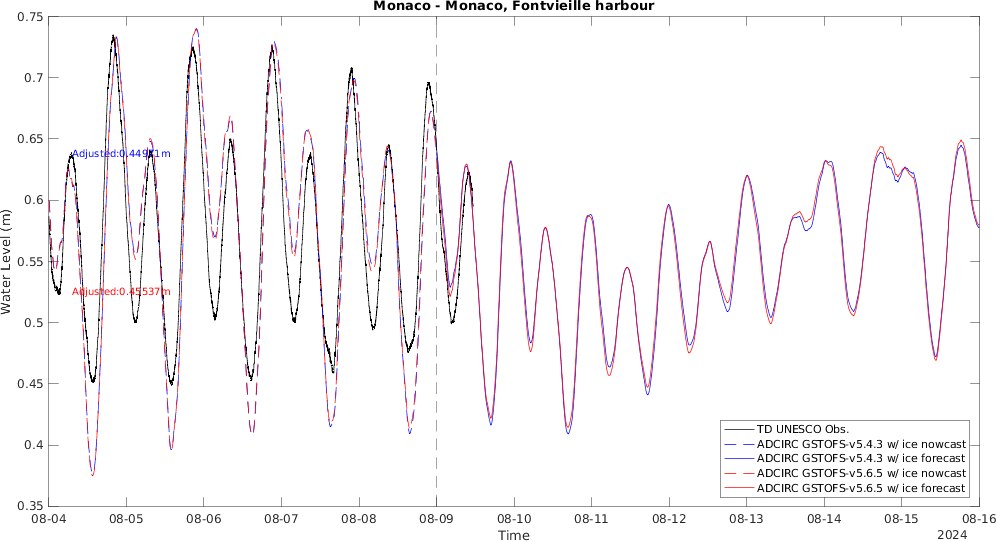 Monaco - Monaco, Fontvieille harbour
Water Level (m)
0.75
0.7
0.65
0.6
0.55
0.5
0.45
0.4
0.35
Adjusted:0.45537m
TD UNESCO Obs.
ADCIRC GSTOFS-v5.4.3 w/ ice nowcast
ADCIRC GSTOFS-v5.4.3 w/ ice forecast
ADCIRC GSTOFS-v5.6.5 w/ ice nowcast
ADCIRC GSTOFS-v5.6.5 w/ ice forecast
08-04 08-05 08-06 08-07 08-08 08-09 08-10 08-11 08-12 08-13 08-14 08-15 08-16
Time
2024